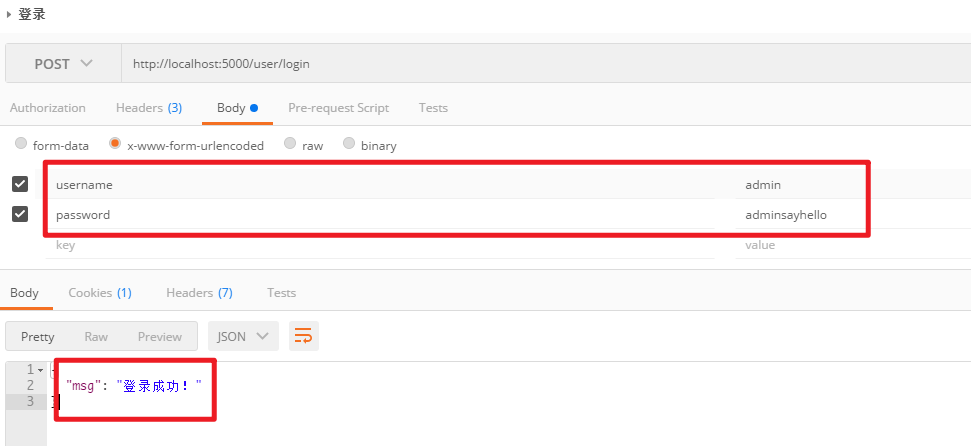 登录
POST http://localhost:5000/user/login
Authorization Headers (3) Body Pre-request Script Tests
form-data x-www-form-urlencoded raw binary
username admin
password adminsayhello
key value
Body Cookies (1) Headers (7) Tests
Pretty Raw Preview JSON
1 {
2 "msg": "登录成功！"
3 }